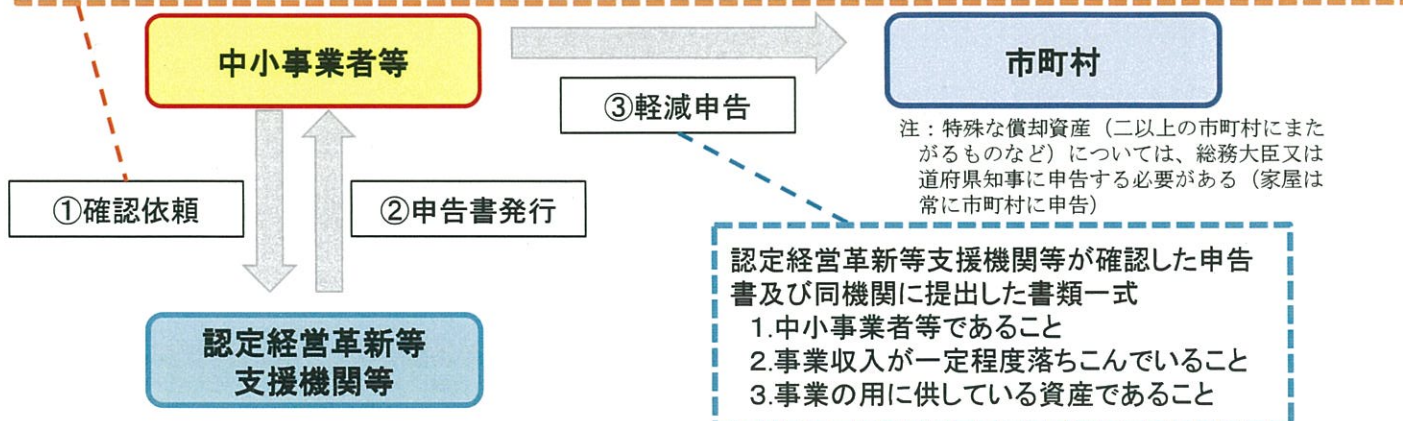 中小事業者等
市町村
③軽減申告
注：特殊な償却資産（二以上の市町村にまた
がるものなど）については、総務大臣又は
道府県知事に申告する必要がある（家屋は
常に市町村に申告）
①確認依頼
②申告書発行
認定経営革新等
支援機関等
認定経営革新等支援機関等が確認した申告
書及び同機関に提出した書類一式
1.中小事業者等であること
2.事業収入が一定程度落ちこんでいること
3.事業の用に供している資産であること